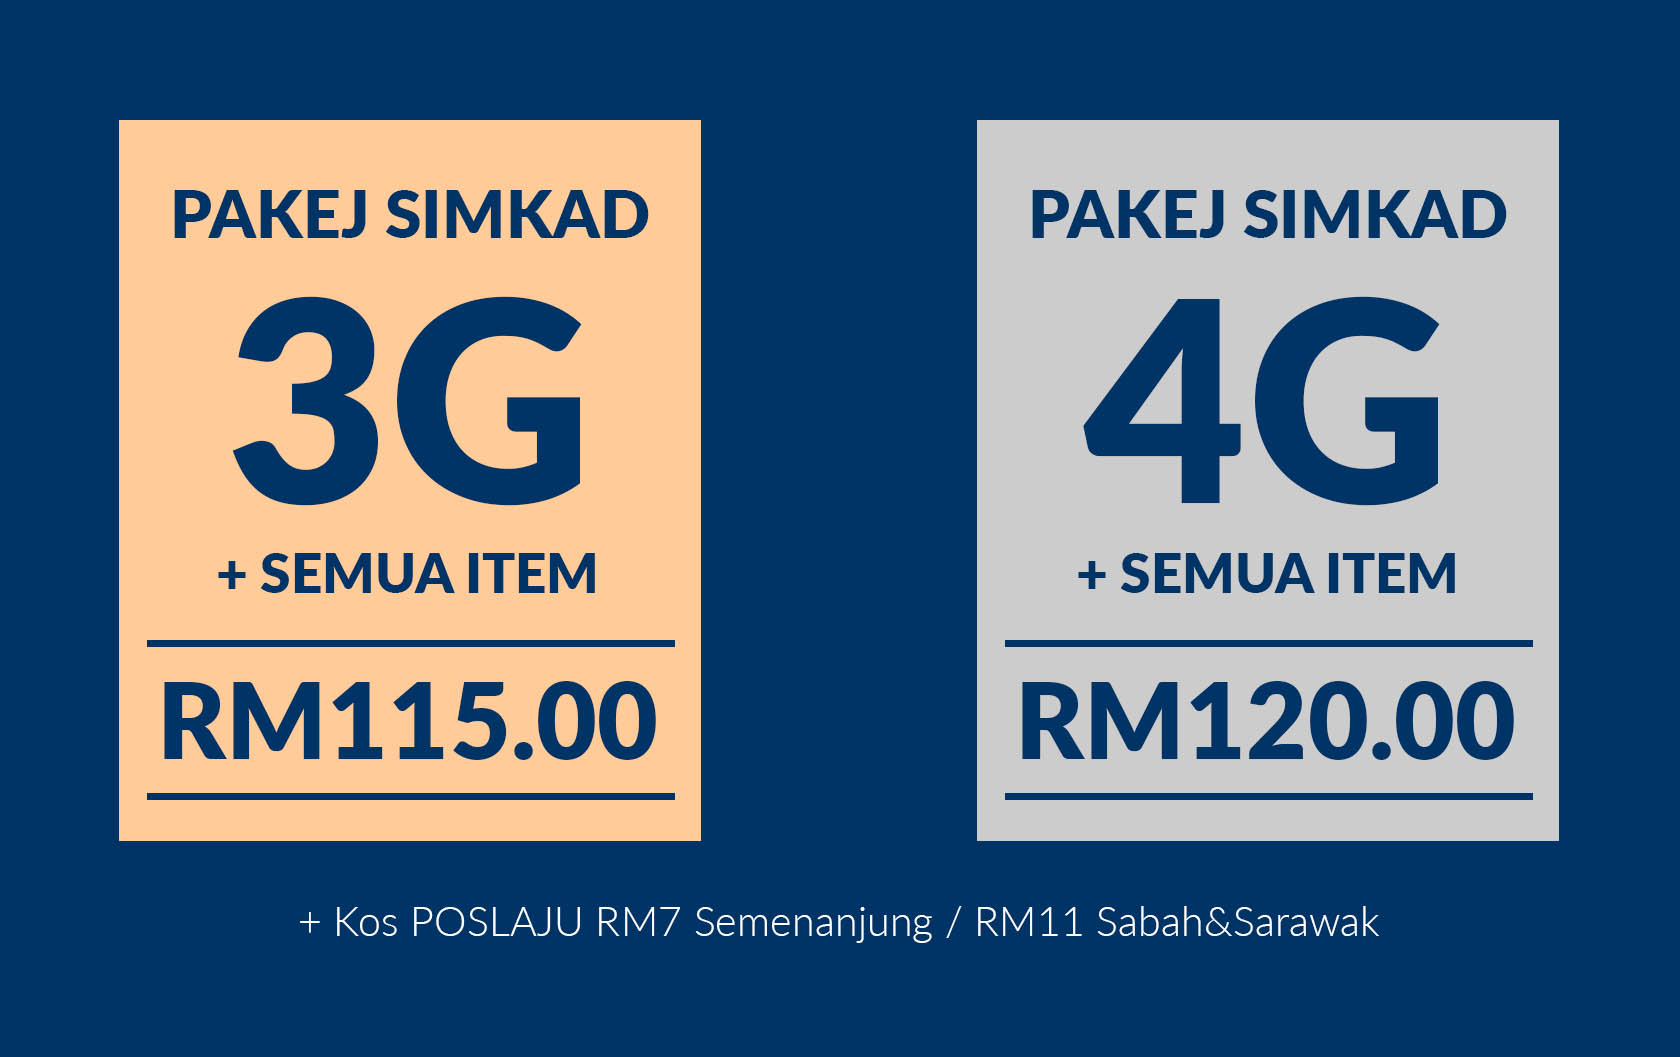 PAKEJ SIMKAD
3G
+ SEMUA ITEM
RM115.00
PAKEJ SIMKAD
4G
+ SEMUA ITEM
RM120.00
+ Kos POSLAJU RM7 Semenanjung / RM11 Sabah&Sarawak